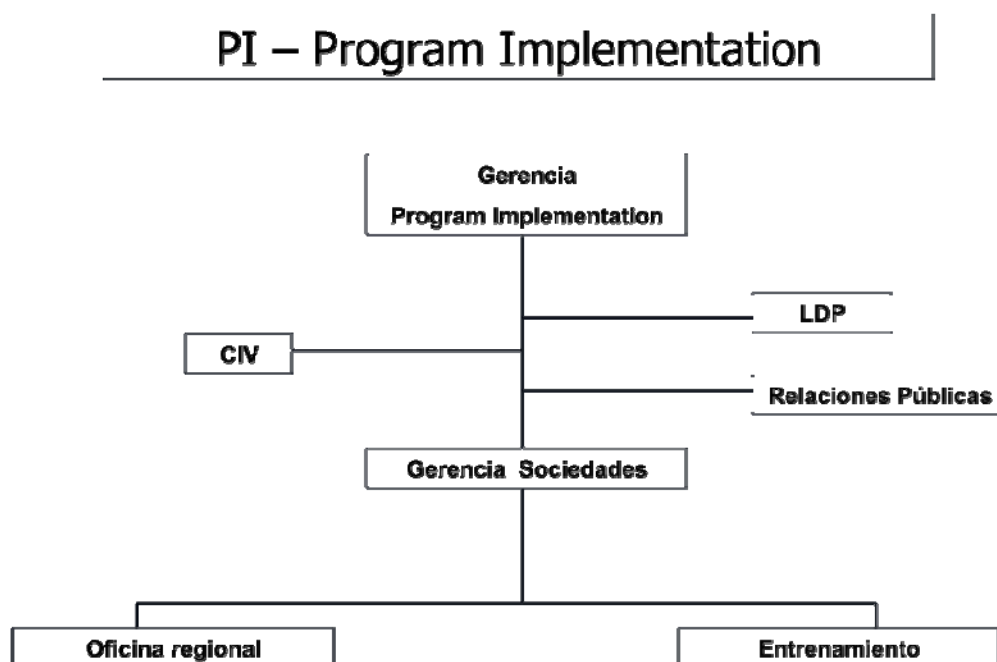 PI – Program Implementation
Gerencia
Program Implementation
LDP
CIV
Relaciones Públicas
Gerencia Sociedades
Oficina regional
Entrenamiento